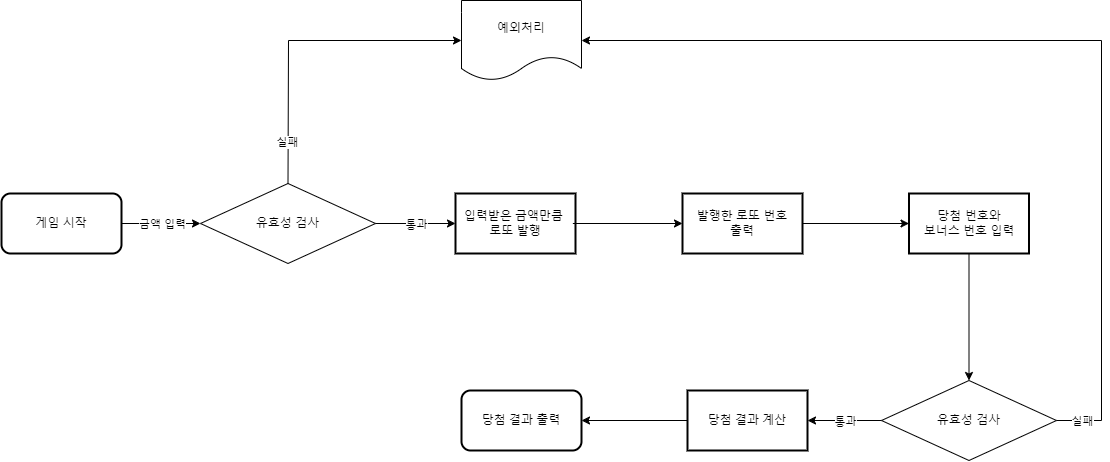 예외처리
실패
게임 시작
금액 입력
유효성 검사
통과
입력받은 금액만큼
로또 발행
발행한 로또 번호
출력
당첨 번호와
보너스 번호 입력
당첨 결과 출력
당첨 결과 계산
통과
유효성 검사
실패